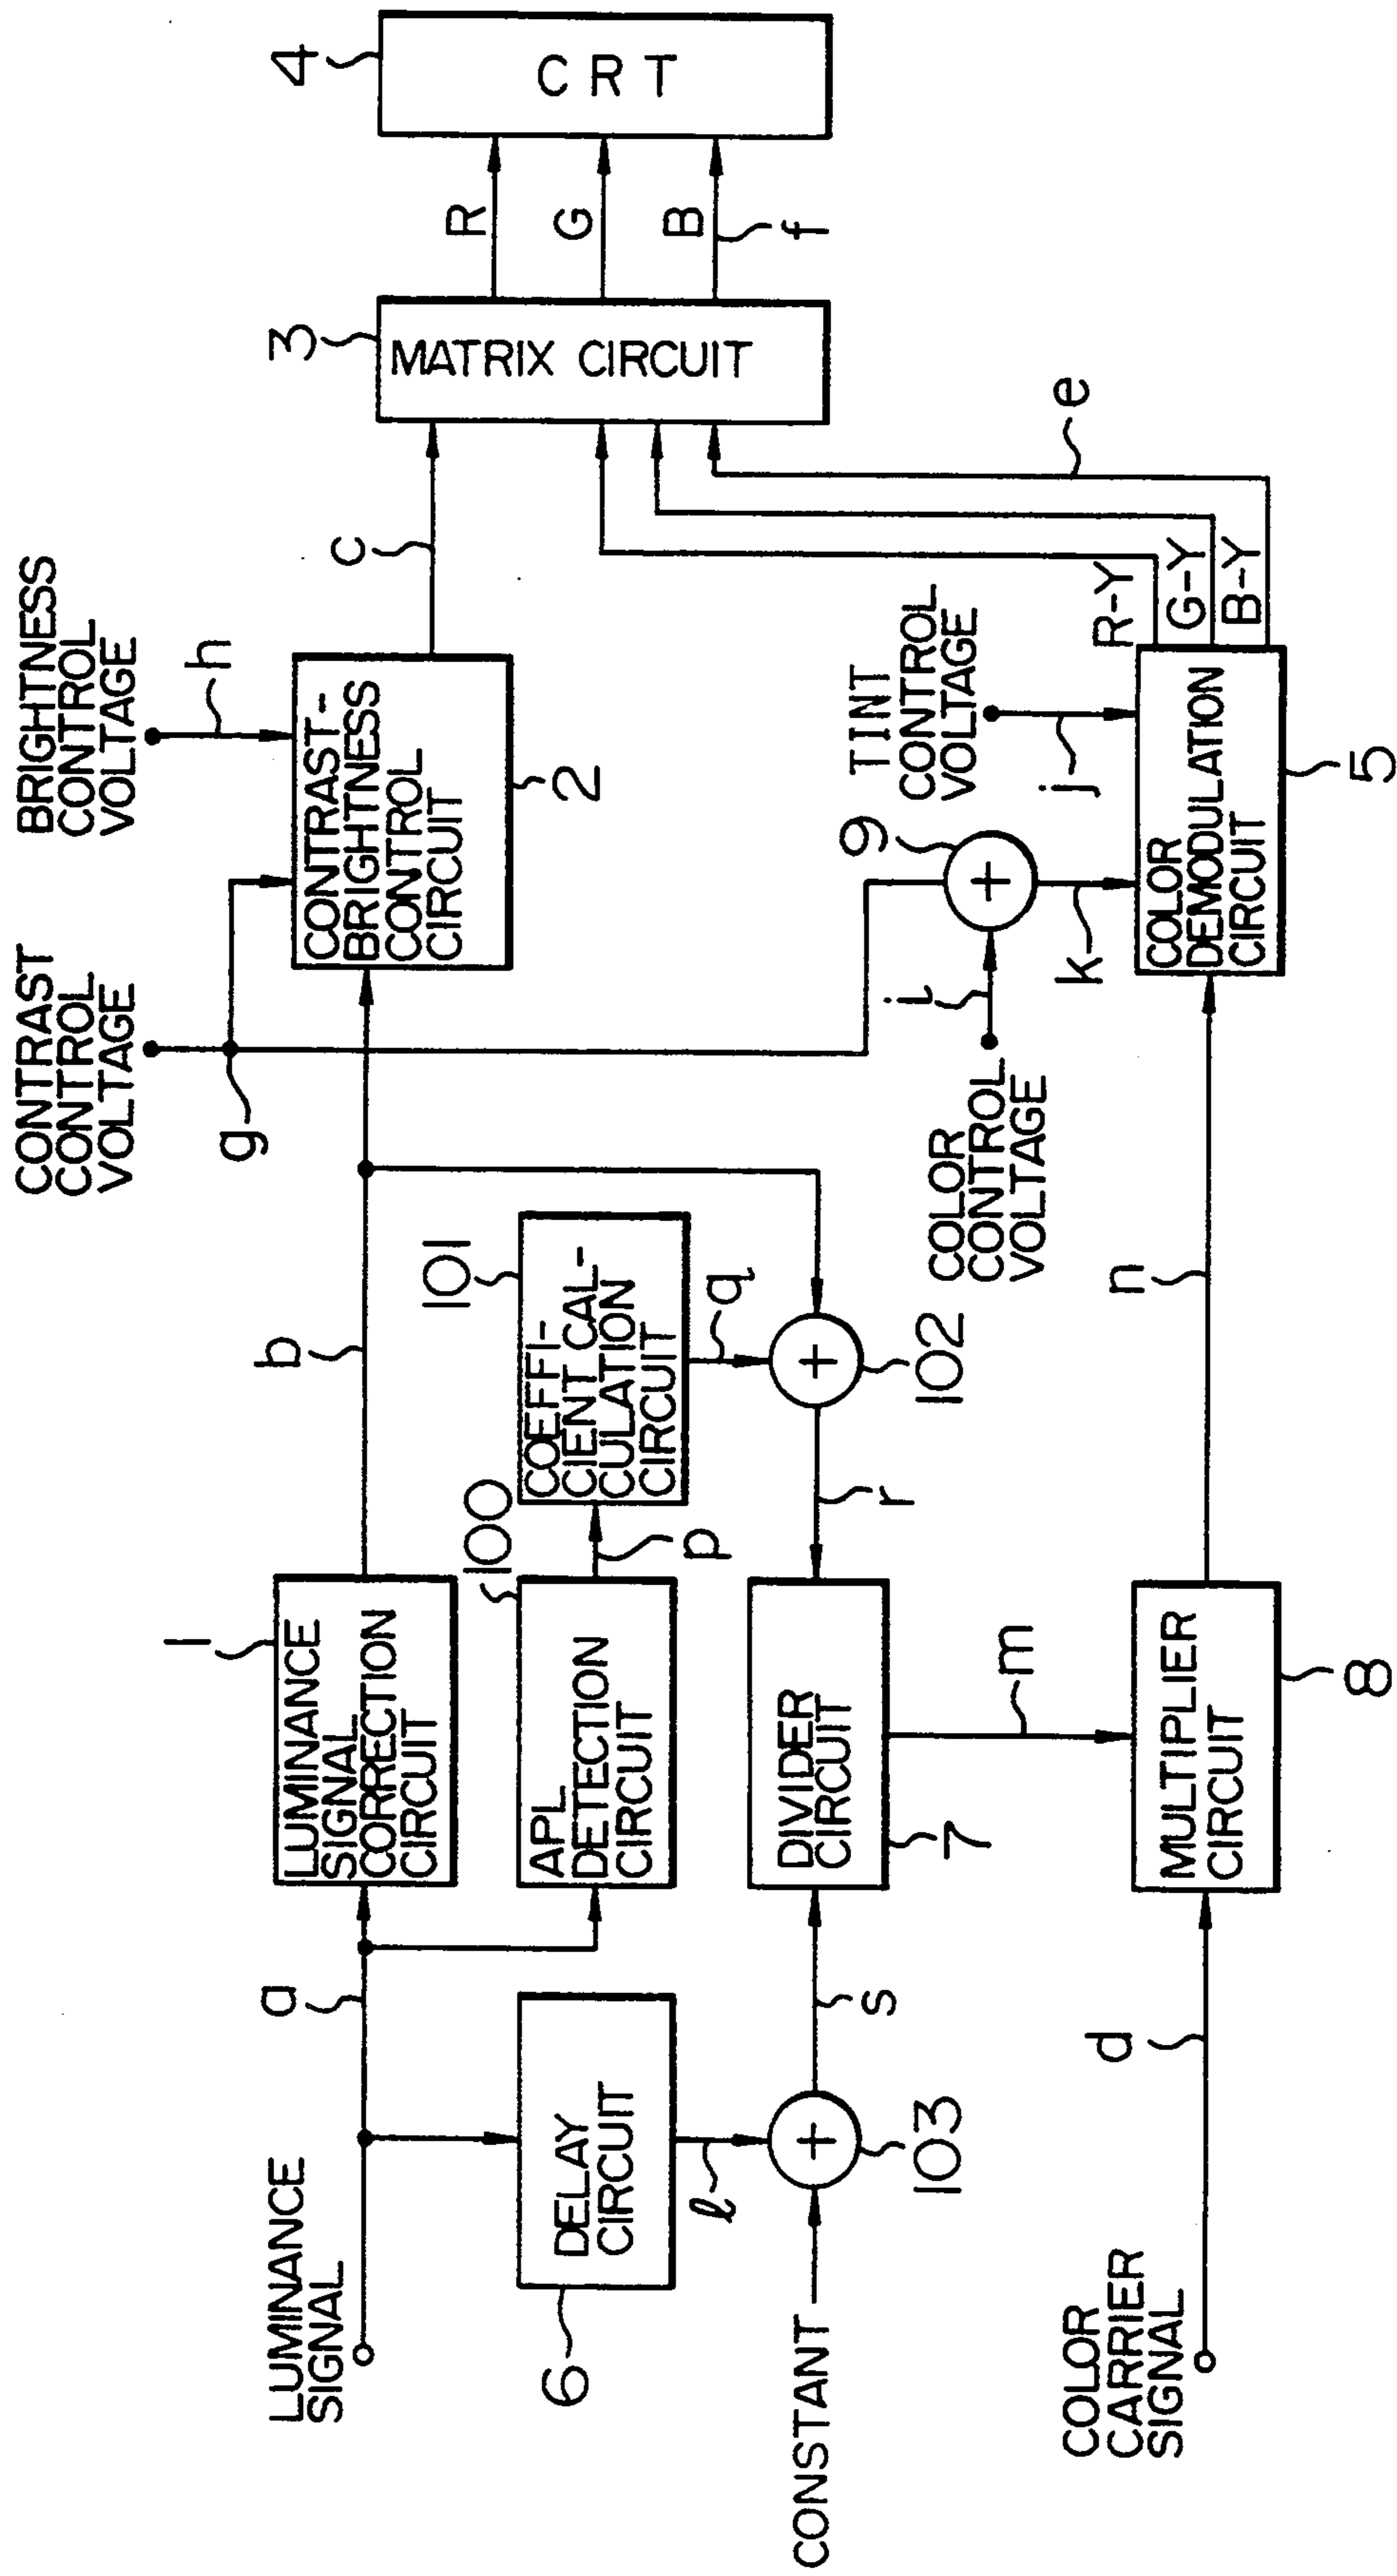 LUMINANCE
SIGNAL
a
1
LUMINANCE
SIGNAL
CORRECTION
CIRCUIT
b
CONTRAST
CONTROL
VOLTAGE
g
BRIGHTNESS
CONTROL
VOLTAGE
h
CONTRAST-
BRIGHTNESS
CONTROL
CIRCUIT
2
c
3
MATRIX CIRCUIT
R
G
B
f
4
CRT
6
DELAY
CIRCUIT
l
100
APL
DETECTION
CIRCUIT
p
101
COEFFI-
CIENT CAL-
CULATION
CIRCUIT
q
102
+
r
CONSTANT
+
103
s
DIVIDER
CIRCUIT
7
m
COLOR
CONTROL
VOLTAGE
i
9
+
k
TINT
CONTROL
VOLTAGE
j
COLOR
CARRIER
SIGNAL
d
MULTIPLIER
CIRCUIT
8
n
COLOR
DEMODULATION
CIRCUIT
5
R-Y
G-Y
B-Y
e